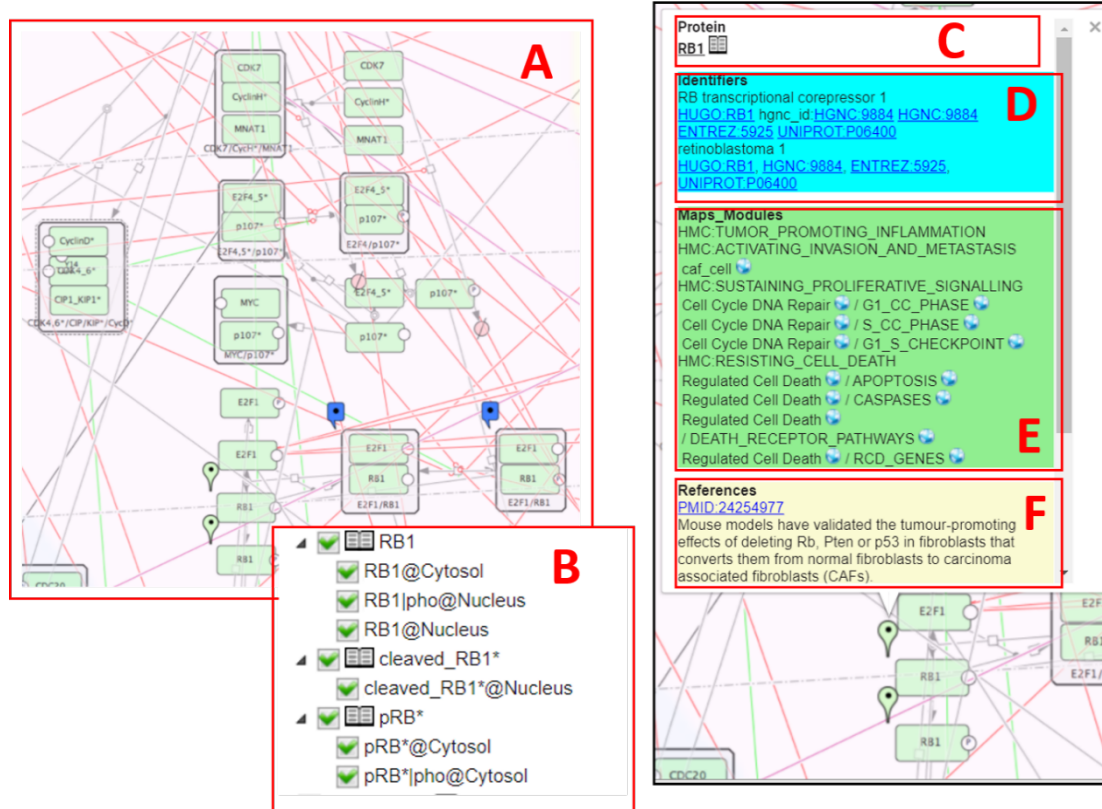 A
CDK7
CyclinH*
MNAT1
CDK7/CycH*/MNAT1
CDK7
CyclinH*
MNAT1
E2F4_5*
p107*
E2F4,5*/p107*
E2F4_5*
p107*
E2F4/p107*
CyclinD*
CDK4_6*
CIP1_KIP1*
CDK4,6*/CIP/KIP*/CycD*
MYC
p107*
MYC/p107*
E2F4_5*
p107*
p107*
E2F1
E2F1
RB1
RB1
E2F1
RB1
E2F1/RB1
E2F1
RB1
E2F1/RB1
CDC20
B
RB1
RB1@Cytosol
RB1|pho@Nucleus
RB1@Nucleus
cleaved_RB1*
cleaved_RB1*@Nucleus
pRB*
pRB*@Cytosol
pRB*|pho@Cytosol
Protein
RB1
C
Identifiers
RB transcriptional corepressor 1
HUGO:RB1 hgnc_id:HGNC:9884 HGNC:9884
ENTREZ:5925 UNIPROT:P06400
retinoblastoma 1
HUGO:RB1, HGNC:9884, ENTREZ:5925,
UNIPROT:P06400
D
Maps_Modules
HMC:TUMOR_PROMOTING_INFLAMMATION
HMC:ACTIVATING_INVASION_AND_METASTASIS
caf_cell
HMC:SUSTAINING_PROLIFERATIVE_SIGNALLING
Cell Cycle DNA Repair / G1_CC_PHASE
Cell Cycle DNA Repair / S_CC_PHASE
Cell Cycle DNA Repair / G1_S_CHECKPOINT
HMC:RESISTING_CELL_DEATH
Regulated Cell Death / APOPTOSIS
Regulated Cell Death / CASPASES
Regulated Cell Death
/ DEATH_RECEPTOR_PATHWAYS
Regulated Cell Death / RCD_GENES
E
References
PMID:24254977
Mouse models have validated the tumour-promoting
effects of deleting Rb, Pten or p53 in fibroblasts that
converts them from normal fibroblasts to carcinoma
associated fibroblasts (CAFs).
F
E2F1
RB1
RB1
CDC20